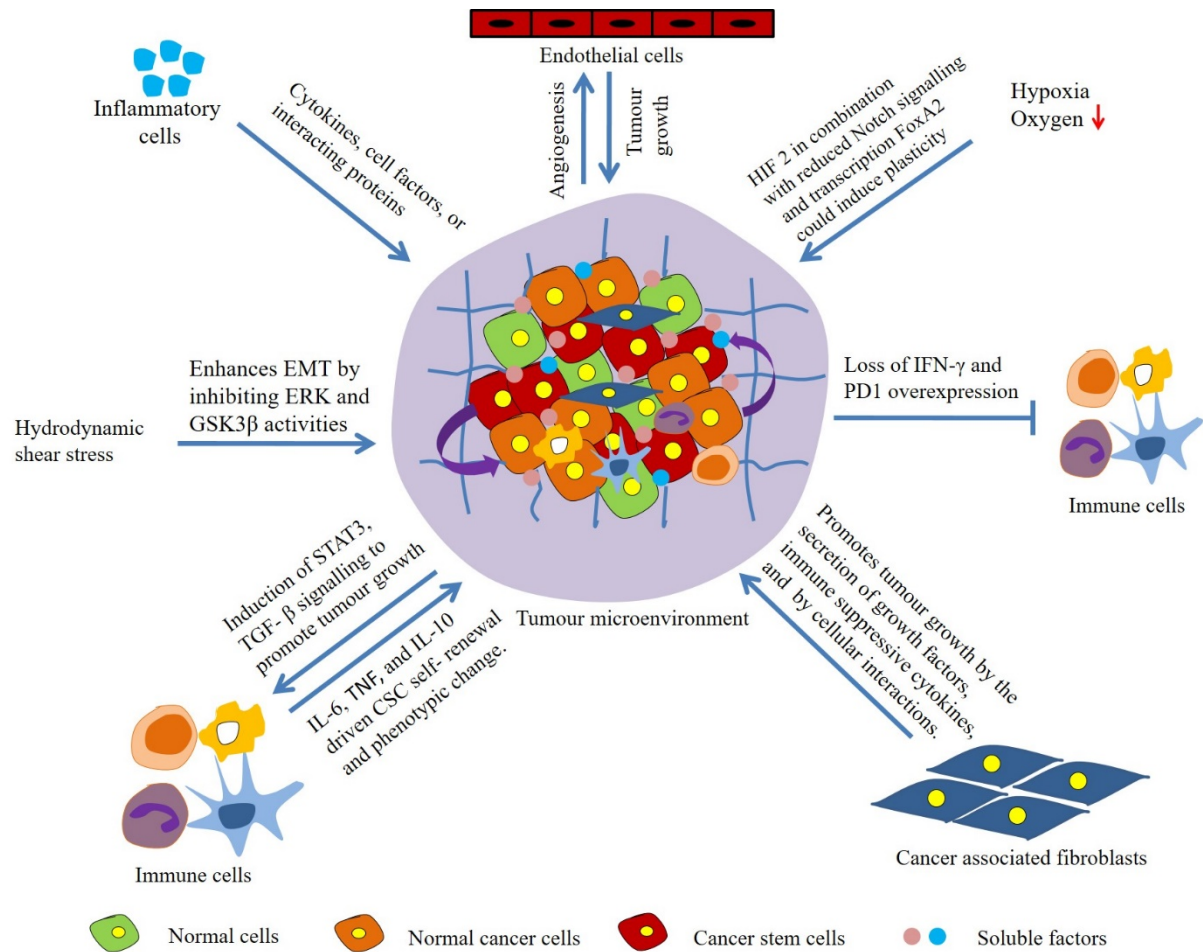 Endothelial cells
Inflammatory
cells
Cytokines, cell factors, or
interacting proteins
Angiogenesis
Tumour
growth
HIF 2 in combination
with reduced Notch signalling
and transcription FoxA2
could induce plasticity
Hypoxia
Oxygen
Hydrodynamic
shear stress
Enhances EMT by
inhibiting ERK and
GSK3β activities
Loss of IFN-γ and
PD1 overexpression
Immune cells
Tumour microenvironment
Induction of STAT3,
TGF- β signalling to
promote tumour growth
IL-6, TNF, and IL-10
driven CSC self- renewal
and phenotypic change.
Immune cells
Promotes tumour growth by the
secretion of growth factors,
immune suppressive cytokines,
and by cellular interactions.
Cancer associated fibroblasts
Normal cells
Normal cancer cells
Cancer stem cells
Soluble factors